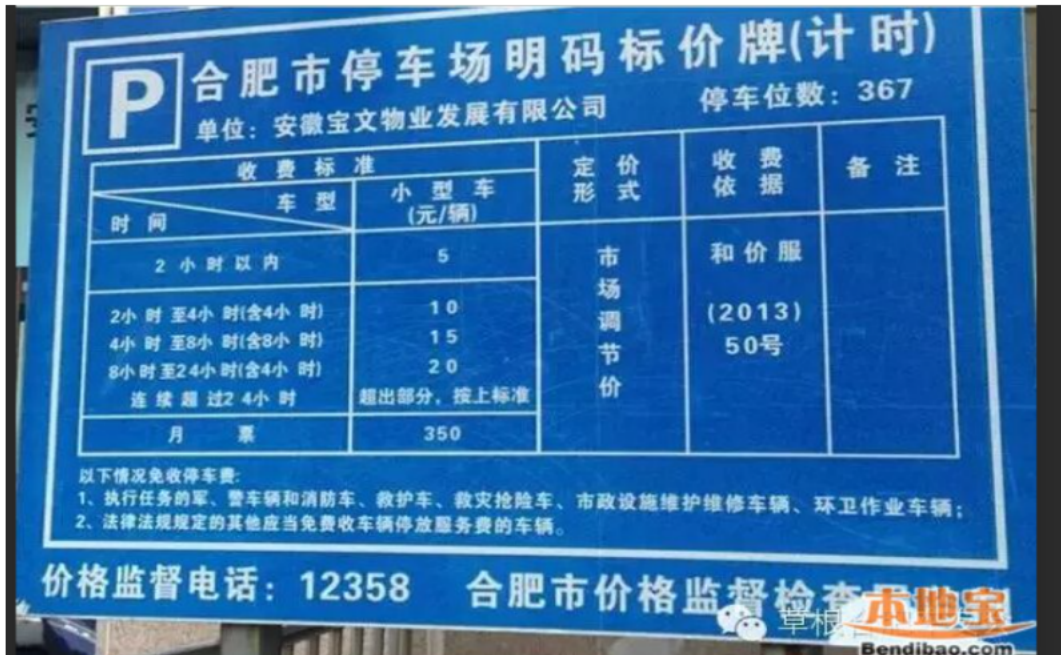 合肥市停车场明码标价牌(计时)
单位：安徽宝文物业发展有限公司 停车位数：367
收费标准 定价形式 收费依据 备注
车型 小型车
时间 (元/辆)
2小时以内 5 市场调节价 和价服
2小时至4小时(含4小时) 10 (2013)
4小时至8小时(含8小时) 15 50号
8小时至24小时(含4小时) 20
连续超过24小时 超出部分，按上标准
月票 350
以下情况免收停车费:
1、执行任务的军、警车辆和消防车、救护车、救灾抢险车、市政设施维护维修车辆、环卫作业车辆；
2、法律法规规定的其他应当免费收车辆停放服务费的车辆。
价格监督电话：12358 合肥市价格监督检查
草根
本地宝
Bendibao.com